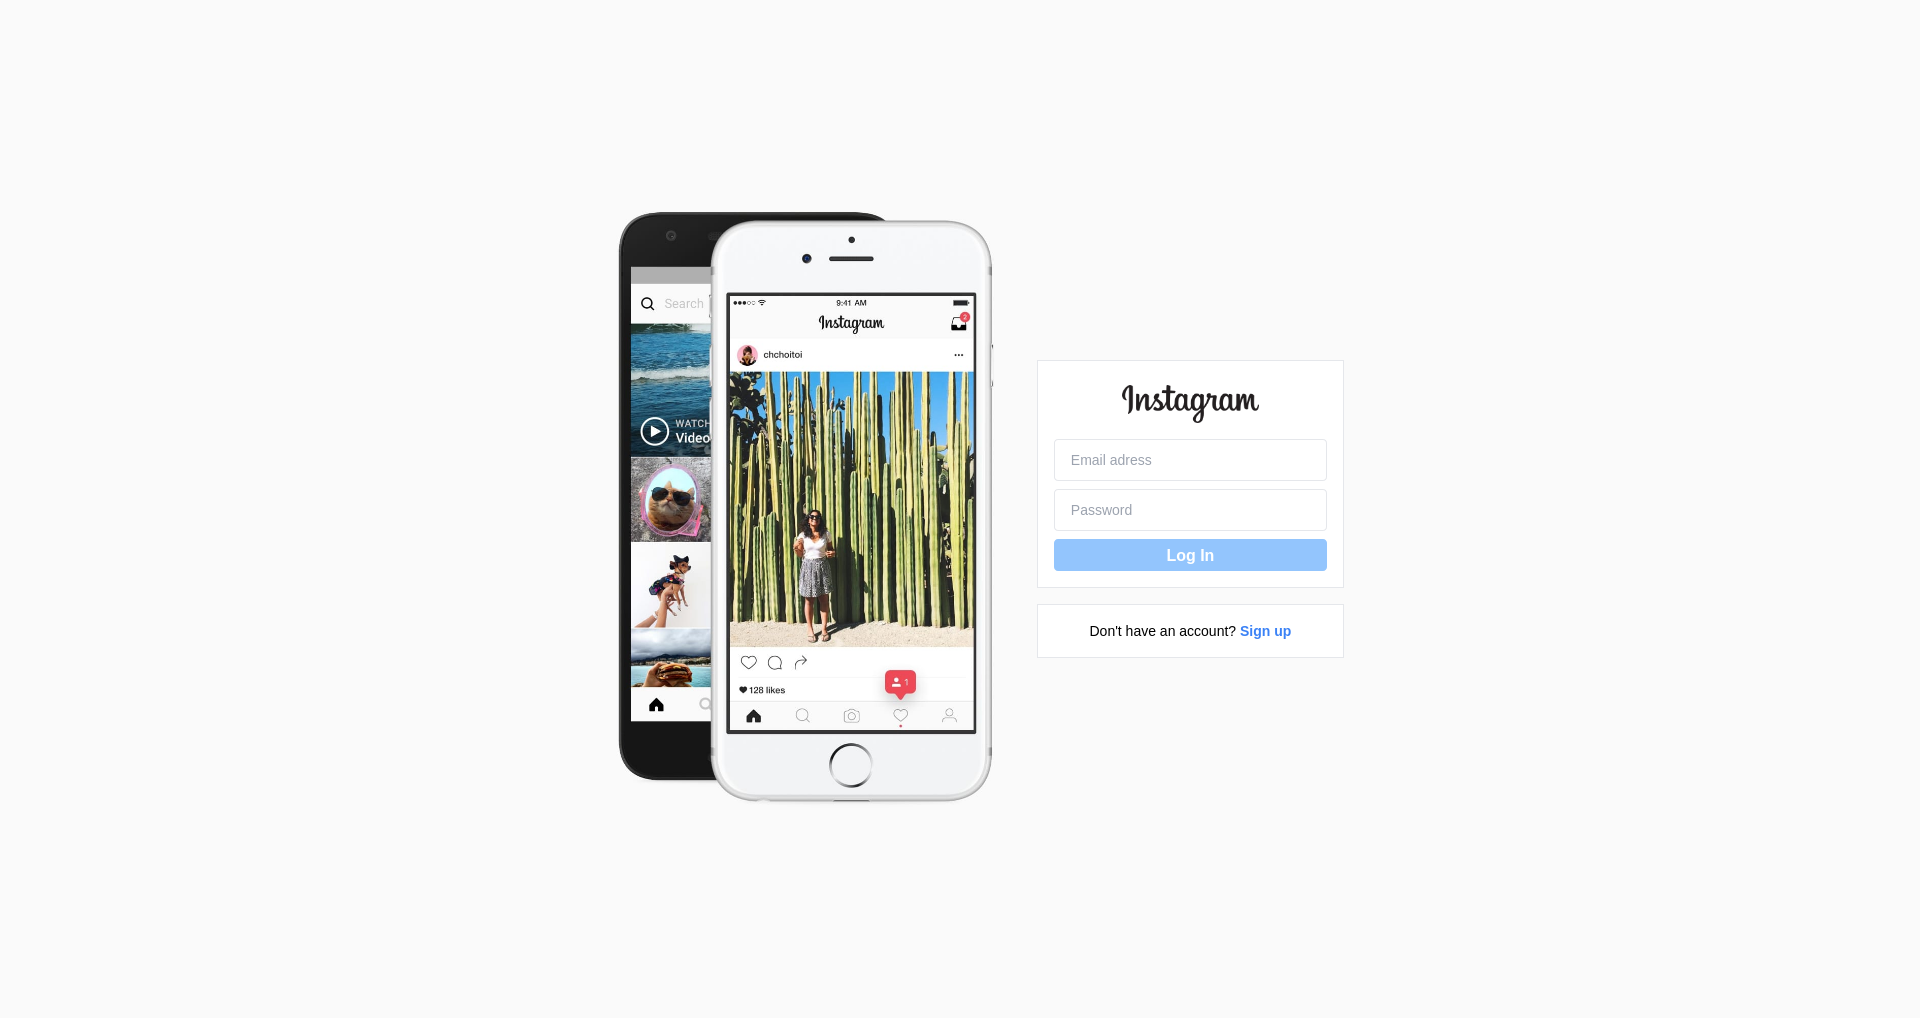 Search
WATCH
Video
9:41 AM
Instagram
2
chchoitoi
1
128 likes
Instagram
Email adress
Password
Log In
Don't have an account? Sign up